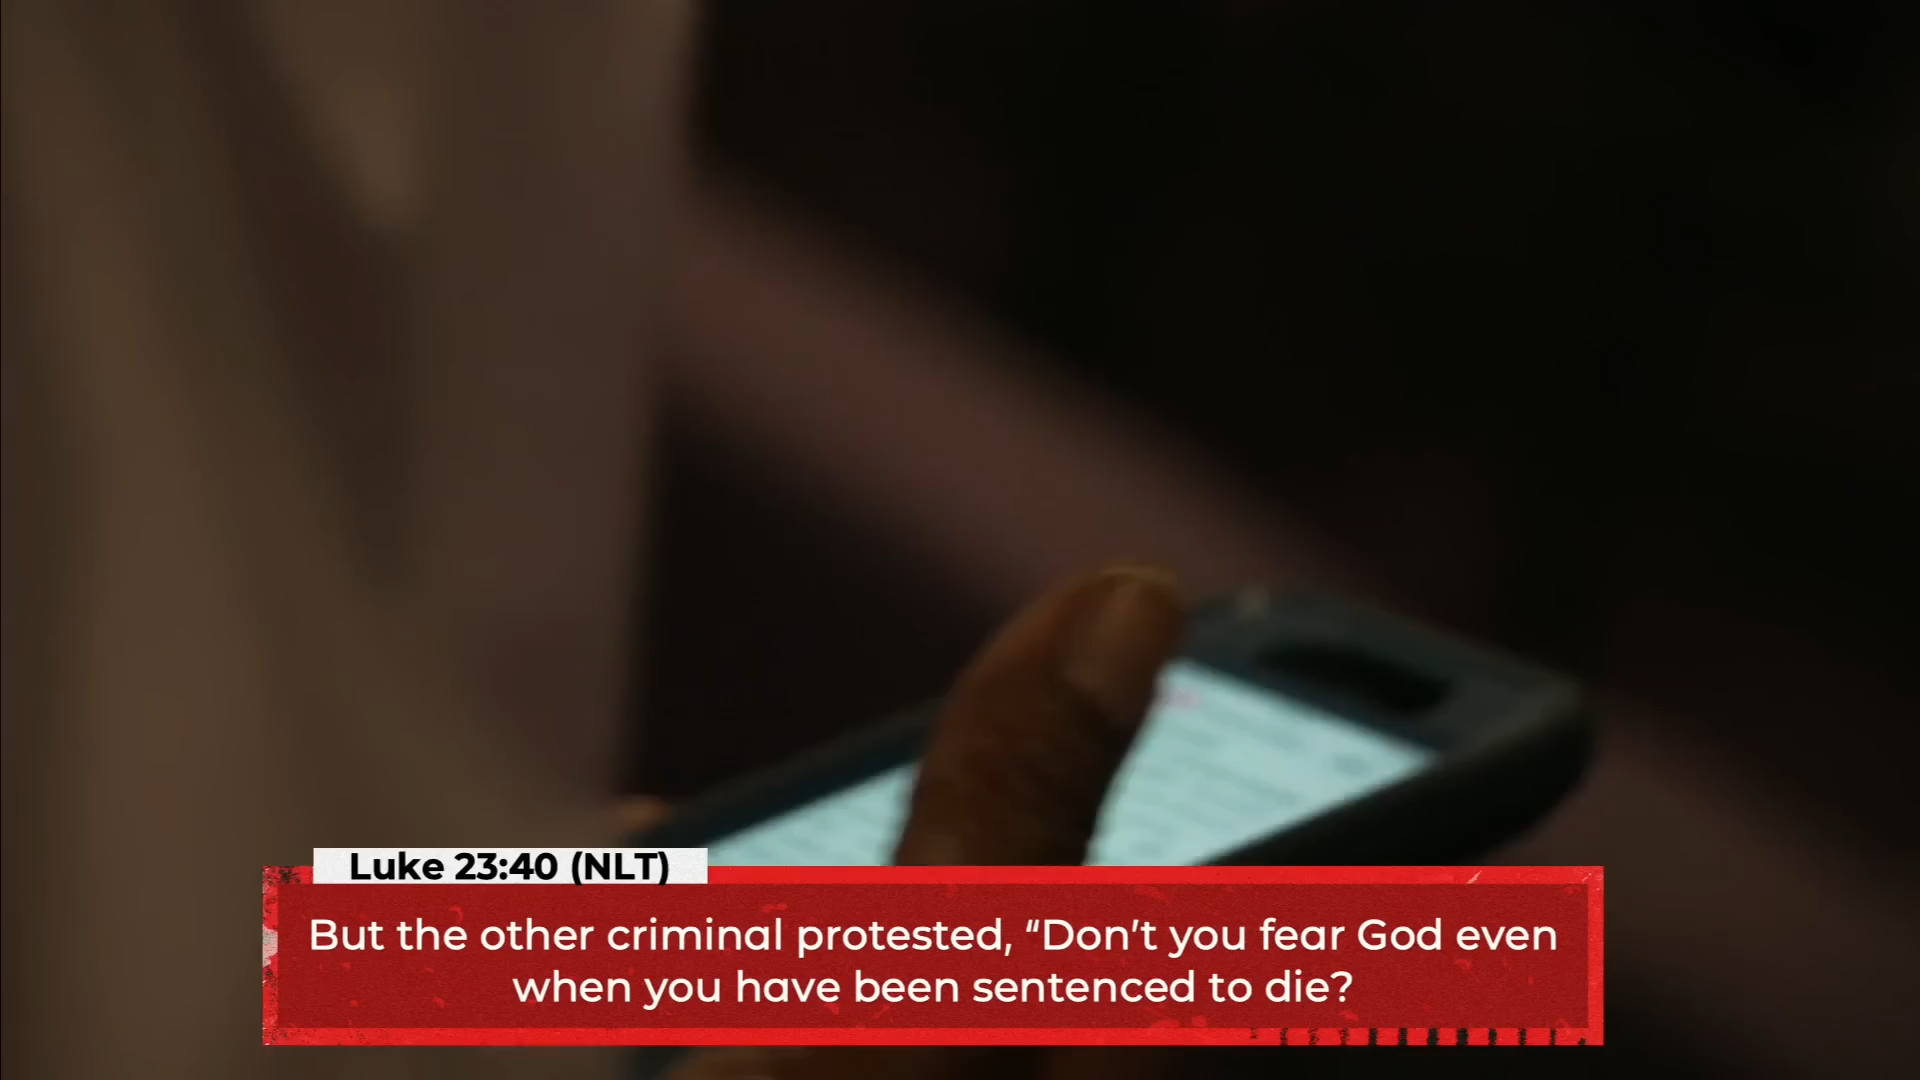 Luke 23:40 (NLT)
But the other criminal protested, “Don’t you fear God even
when you have been sentenced to die?